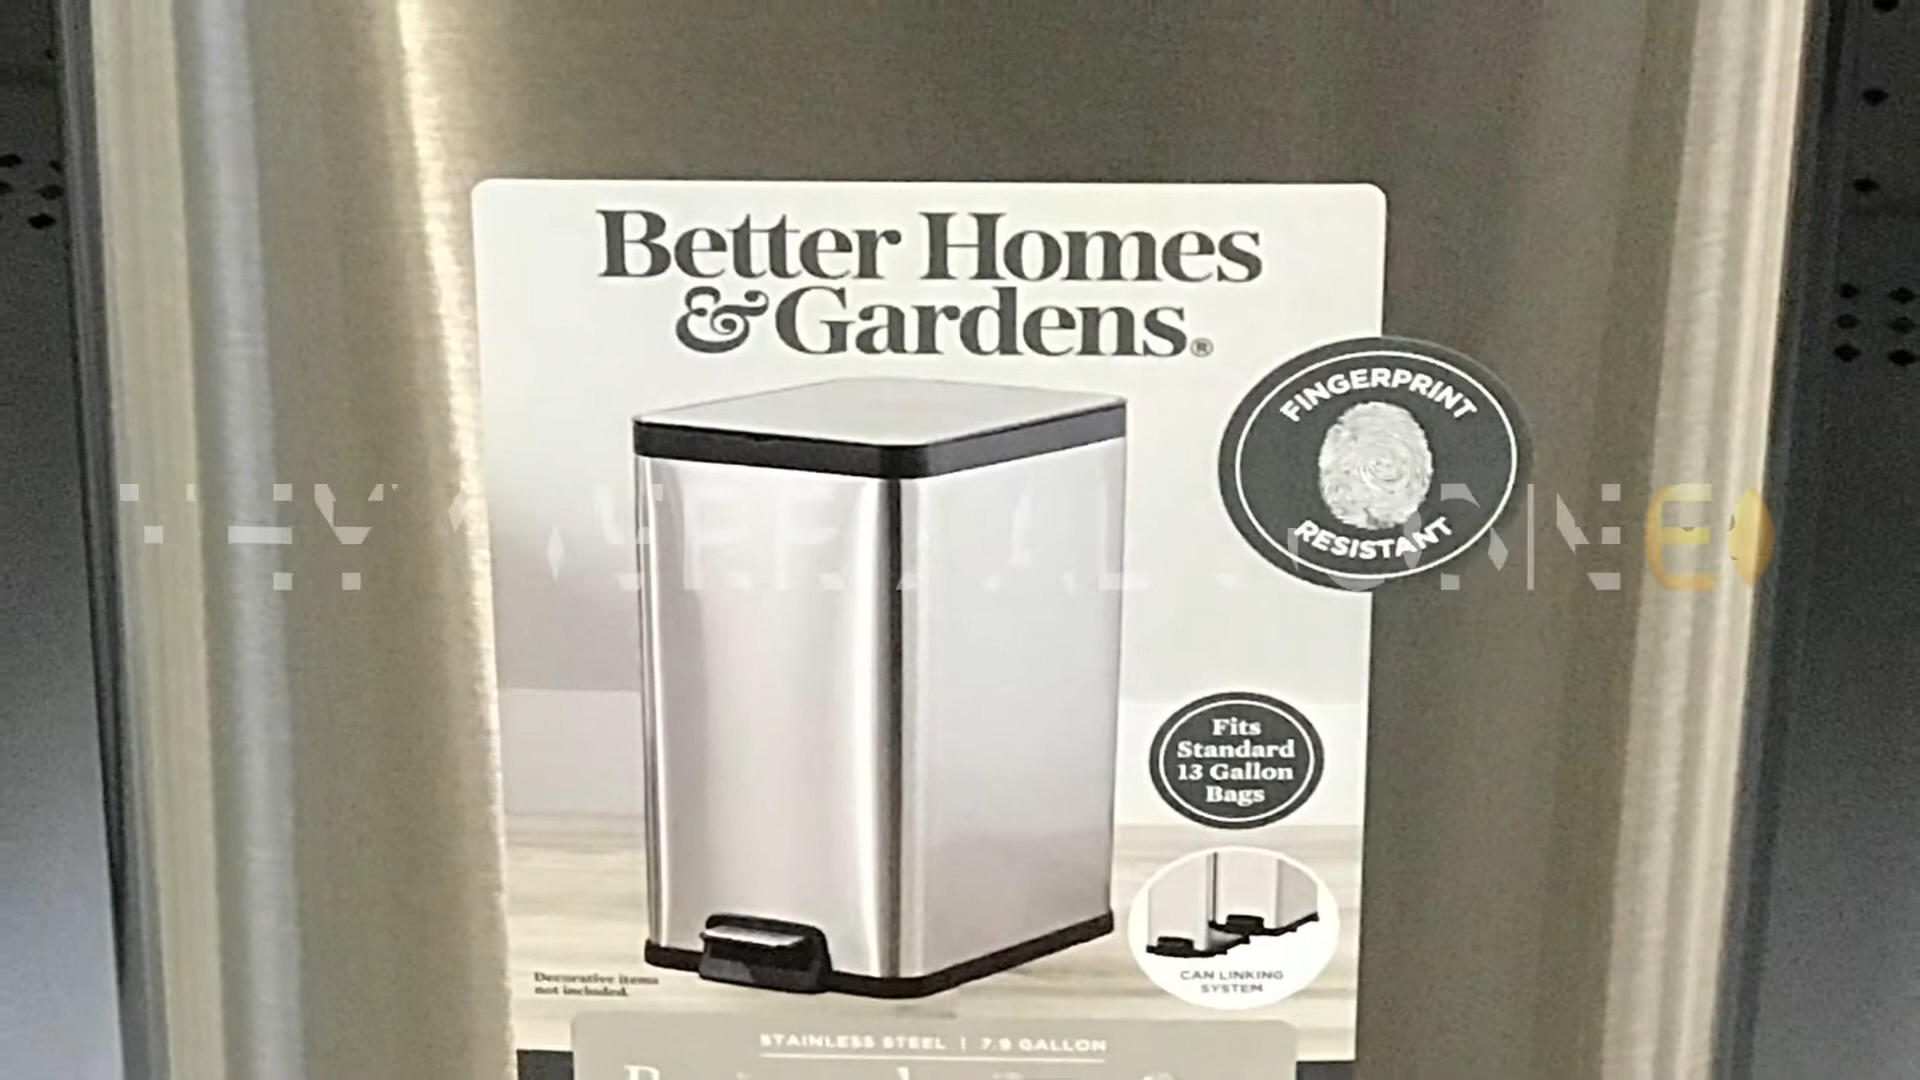 Better Homes
& Gardens®
FINGERPRINT
RESISTANT
Fits
Standard
13 Gallon
Bags
CAN LINKING
SYSTEM
Decorative items
not included.
STAINLESS STEEL | 7.9 GALLON